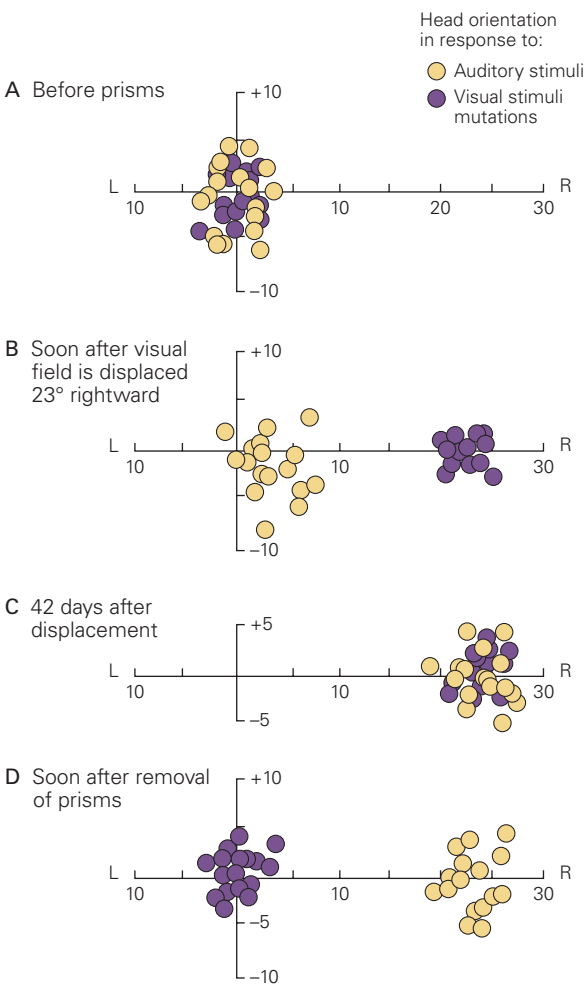 Head orientation
in response to:
Auditory stimuli
Visual stimuli
mutations
A Before prisms
+10
L
R
10
10
20
30
−10
B Soon after visual
field is displaced
23° rightward
+10
L
R
10
10
30
−10
C 42 days after
displacement
+5
L
R
10
10
30
−5
D Soon after removal
of prisms
+10
L
R
10
10
20
30
−5
−10